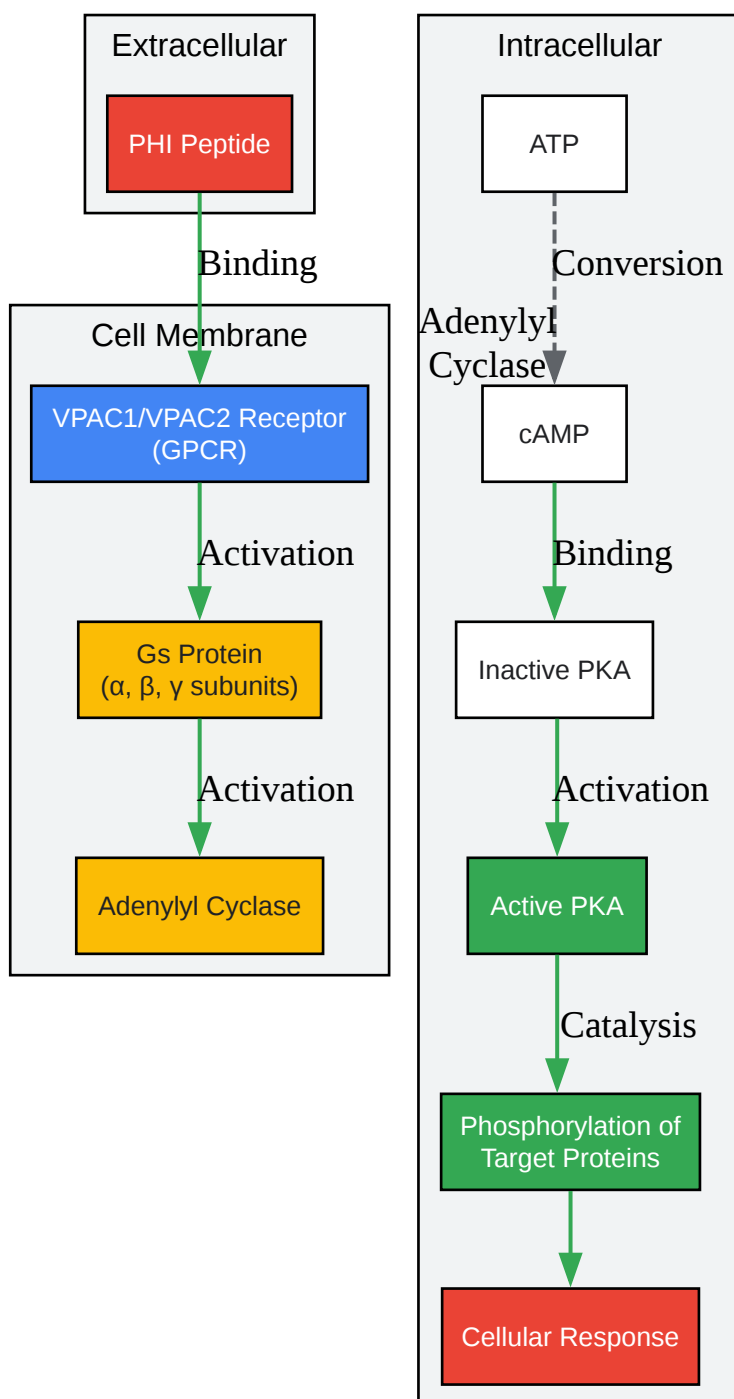 Extracellular
PHI Peptide
Binding
Cell Membrane
VPAC1/VPAC2 Receptor
(GPCR)
Activation
Gs Protein
(α, β, γ subunits)
Activation
Adenylyl Cyclase
Intracellular
ATP
Conversion
Adenylyl
Cyclase
cAMP
Binding
Inactive PKA
Activation
Active PKA
Catalysis
Phosphorylation of
Target Proteins
Cellular Response